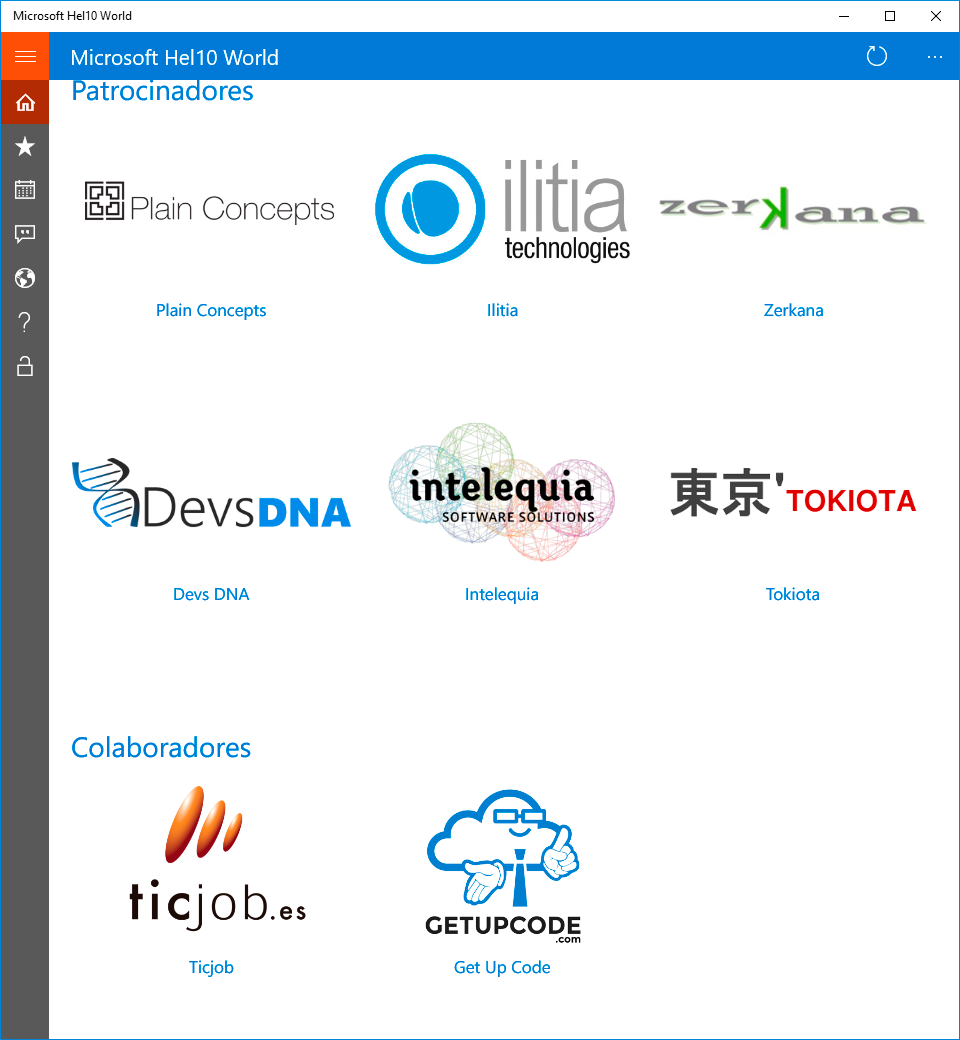 Microsoft Hel10 World
Microsoft Hel10 World
Patrocinadores
Plain Concepts
ilitia
technologies
zerkana
Plain Concepts
Ilitia
Zerkana
DevsDNA
intelequia
SOFTWARE SOLUTIONS
東京'TOKIOTA
Devs DNA
Intelequia
Tokiota
Colaboradores
ticjob.es
GETUPCODE
.com
Ticjob
Get Up Code